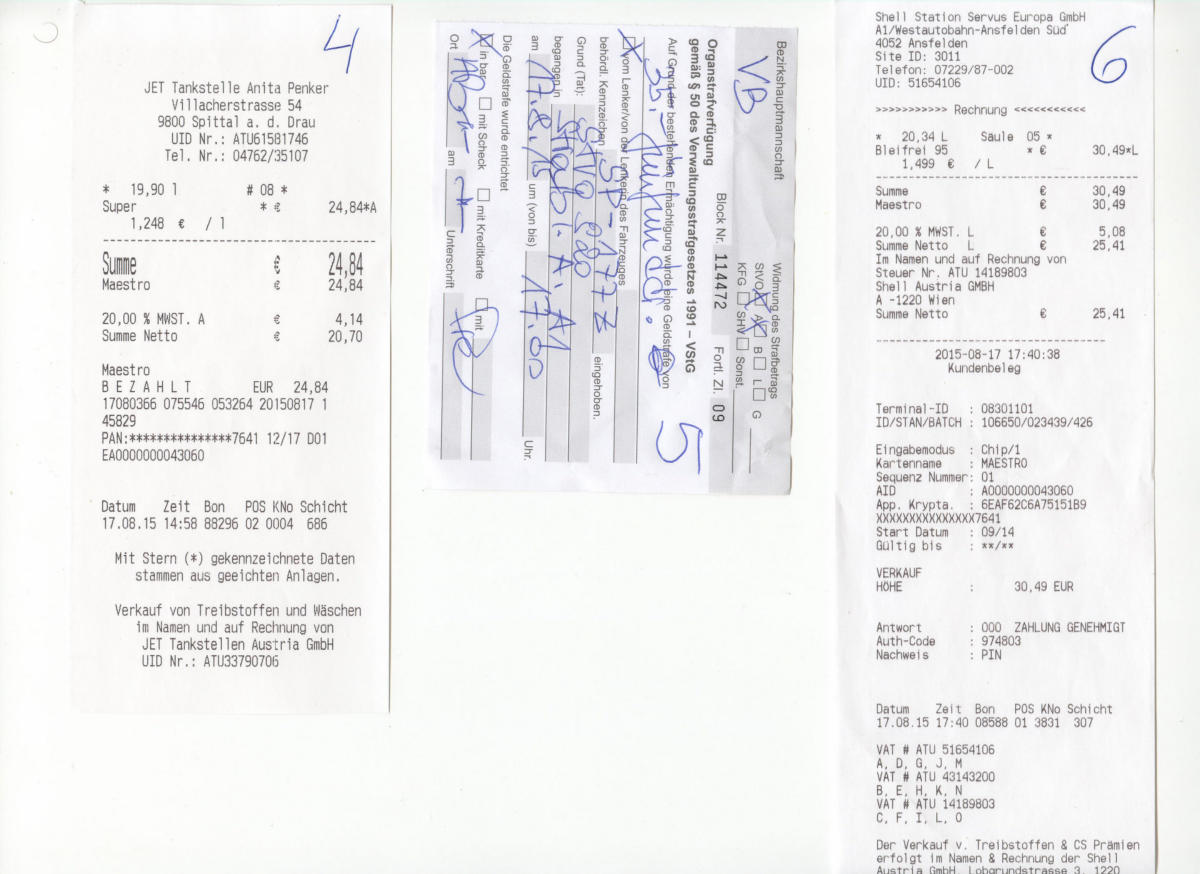 4
JET Tankstelle Anita Penker
Villacherstrasse 54
9800 Spittal a. d. Drau
UID Nr.: ATU61581746
Tel. Nr.: 04762/35107
* 19,90 l # 08 *
Super * € 24,84*A
1,248 € / l
Summe € 24,84
Maestro € 24,84
20,00 % MWST. A € 4,14
Summe Netto € 20,70
Maestro
B E Z A H L T EUR 24,84
17080366 075546 053264 20150817 1
45829
PAN:***************7641 12/17 D01
EA0000000043060
Datum Zeit Bon POS KNo Schicht
17.08.15 14:58 88296 02 0004 686
Mit Stern (*) gekennzeichnete Daten
stammen aus geeichten Anlagen.
Verkauf von Treibstoffen und Wäschen
im Namen und auf Rechnung von
JET Tankstellen Austria GmbH
UID Nr.: ATU33790706
Bezirkshauptmannschaft
VB
Widmung des Strafbetrags
StVO A B L G
KFG SHV Sonst.
Block Nr. 114472 Fortl. Zl. 09
Organstrafverfügung
gemäß § 50 des Verwaltungsstrafgesetzes 1991 – VStG
5
Auf Grund der bestehenden Ermächtigung wurde eine Geldstrafe von
35,-
vom Lenker/von der Lenkerin des Fahrzeuges
behördl. Kennzeichen SP-177Z eingehoben.
Grund (Tat): StVO §20
begangen in A1
am 17.8.15 um (von bis) 17.00 Uhr.
Die Geldstrafe wurde entrichtet
X in bar mit Scheck mit Kreditkarte mit
Ort am Unterschrift
6
Shell Station Servus Europa GmbH
A1/Westautobahn-Ansfelden Süd
4052 Ansfelden
Site ID: 3011
Telefon: 07229/87-002
UID: 51654106
>>>>>>>>>>> Rechnung <<<<<<<<<<<
* 20,34 L Säule 05 *
Bleifrei 95 * € 30,49*L
1,499 € / L
Summe € 30,49
Maestro € 30,49
20,00 % MWST. L € 5,08
Summe Netto L € 25,41
Im Namen und auf Rechnung von
Steuer Nr. ATU 14189803
Shell Austria GMBH
A -1220 Wien
Summe Netto € 25,41
2015-08-17 17:40:38
Kundenbeleg
Terminal-ID : 08301101
ID/STAN/BATCH : 106650/023439/426
Eingabemodus : Chip/1
Kartenname : MAESTRO
Sequenz Nummer: 01
AID : A0000000043060
App. Krypta. : 6EAF62C6A75151B9
XXXXXXXXXXXXXXX7641
Start Datum : 09/14
Gültig bis : **/**
VERKAUF
HÖHE : 30,49 EUR
Antwort : 000 ZAHLUNG GENEHMIGT
Auth-Code : 974803
Nachweis : PIN
Datum Zeit Bon POS KNo Schicht
17.08.15 17:40 08588 01 3831 307
VAT # ATU 51654106
A, D, G, J, M
VAT # ATU 43143200
B, E, H, K, N
VAT # ATU 14189803
C, F, I, L, O
Der Verkauf v. Treibstoffen & CS Prämien
erfolgt im Namen & Rechnung der Shell
Austria GmbH, Lobgrundstrasse 3, 1220